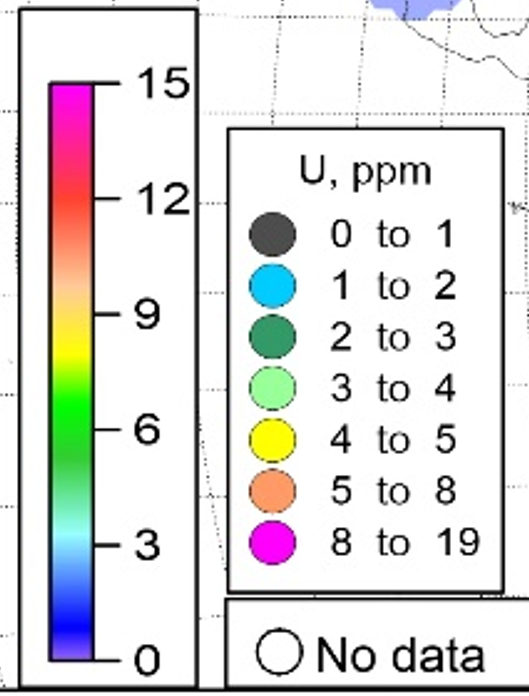 15
12
9
6
3
0
U, ppm
0 to 1
1 to 2
2 to 3
3 to 4
4 to 5
5 to 8
8 to 19
No data